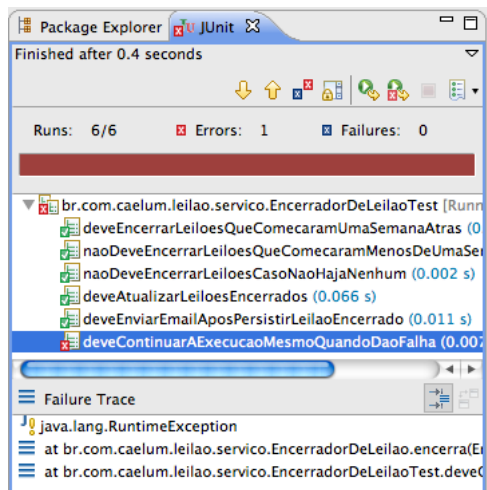 Package Explorer JUnit
Finished after 0.4 seconds
Runs: 6/6 Errors: 1 Failures: 0
br.com.caelum.leilao.servico.EncerradorDeLeilaoTest [Runn
deveEncerrarLeiloesQueComecaramUmaSemanaAtras (0
naoDeveEncerrarLeiloesQueComecaramMenosDeUmaSe
naoDeveEncerrarLeiloesCasoNaoHajaNenhum (0.002 s)
deveAtualizarLeiloesEncerrados (0.066 s)
deveEnviarEmailAposPersistirLeilaoEncerrado (0.011 s)
deveContinuarAExecucaoMesmoQuandoDaoFalha (0.007
Failure Trace
java.lang.RuntimeException
at br.com.caelum.leilao.servico.EncerradorDeLeilao.encerra(E
at br.com.caelum.leilao.servico.EncerradorDeLeilaoTest.deve